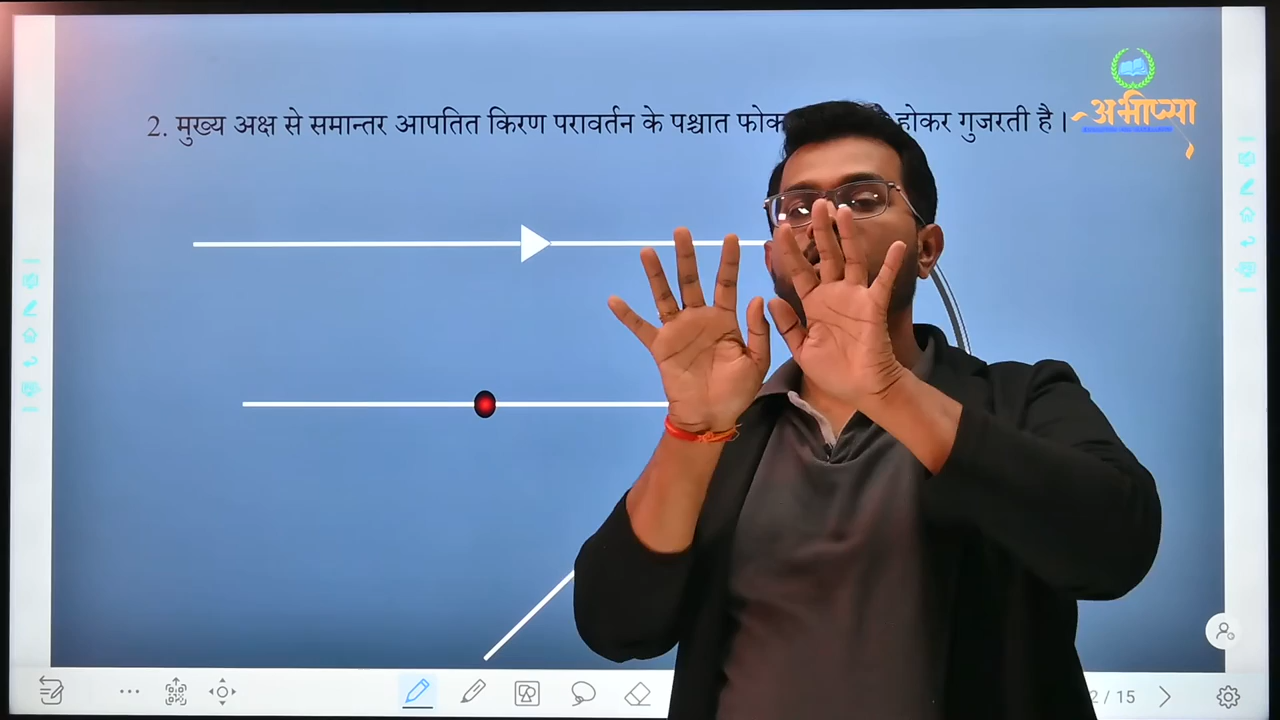 2. मुख्य अक्ष से समान्तर आपतित किरण परावर्तन के पश्चात होकर गुजरती है।
अभीप्सा
2 / 15